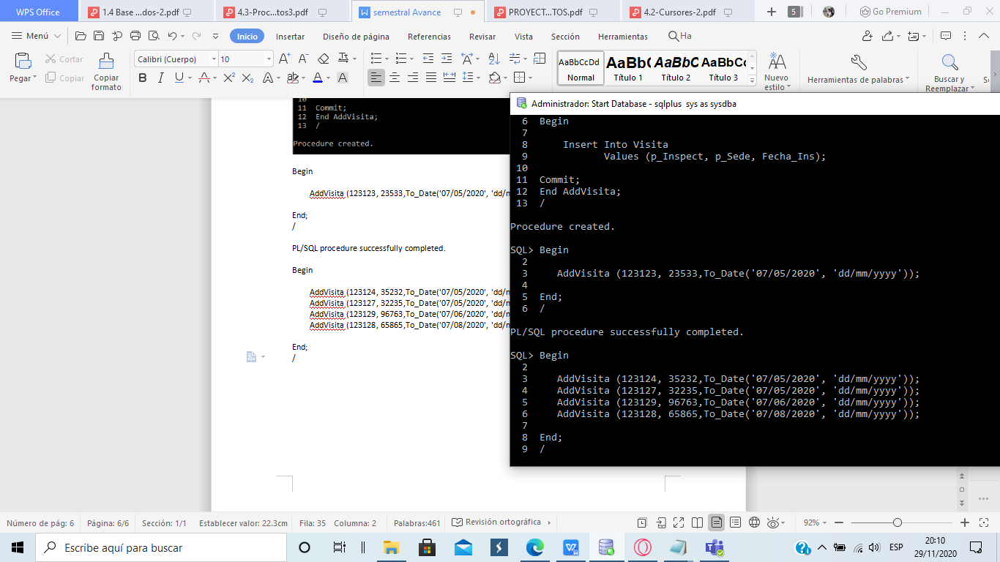 WPS Office
1.4 Base ...dos-2.pdf
4.3-Proc...tos3.pdf
semestral Avance
PROYECT...TOS.pdf
4.2-Cursores-2.pdf
5
Go Premium
Menú
Inicio
Insertar
Diseño de página
Referencias
Revisar
Vista
Sección
Herramientas
Ha
Pegar
Cortar
Copiar
Copiar formato
Calibri (Cuerpo)
10
AaBbCcDd
Normal
AaBbC
Título 1
AaBbC
Título 2
AaBbCc
Título 3
Nuevo estilo
Herramientas de palabras
Buscar y Reemplazar
10
11 Commit;
12 End AddVisita;
13 /
Procedure created.
Begin
AddVisita (123123, 23533,To_Date('07/05/2020', 'dd/
End;
/
PL/SQL procedure successfully completed.
Begin
AddVisita (123124, 35232,To_Date('07/05/2020', 'dd/
AddVisita (123127, 32235,To_Date('07/05/2020', 'dd/
AddVisita (123129, 96763,To_Date('07/06/2020', 'dd/
AddVisita (123128, 65865,To_Date('07/08/2020', 'dd/
End;
/
Administrador: Start Database - sqlplus sys as sysdba
6 Begin
7
8 Insert Into Visita
9 Values (p_Inspect, p_Sede, Fecha_Ins);
10
11 Commit;
12 End AddVisita;
13 /
Procedure created.
SQL> Begin
2
3 AddVisita (123123, 23533,To_Date('07/05/2020', 'dd/mm/yyyy'));
4
5 End;
6 /
PL/SQL procedure successfully completed.
SQL> Begin
2
3 AddVisita (123124, 35232,To_Date('07/05/2020', 'dd/mm/yyyy'));
4 AddVisita (123127, 32235,To_Date('07/05/2020', 'dd/mm/yyyy'));
5 AddVisita (123129, 96763,To_Date('07/06/2020', 'dd/mm/yyyy'));
6 AddVisita (123128, 65865,To_Date('07/08/2020', 'dd/mm/yyyy'));
7
8 End;
9 /
Número de pág: 6
Página: 6/6
Sección: 1/1
Establecer valor: 22.3cm
Fila: 35
Columna: 2
Palabras:461
Revisión ortográfica
92%
Escribe aquí para buscar
ESP
20:10
29/11/2020